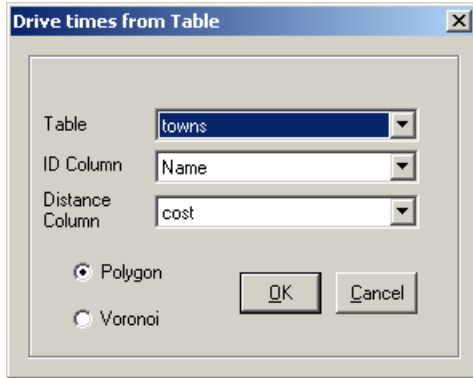 Drive times from Table
Table
towns
ID Column
Name
Distance
Column
cost
Polygon
Voronoi
OK
Cancel